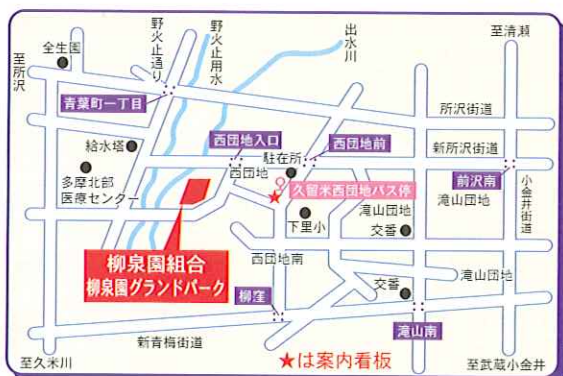 至清瀬
出水川
野火止用水
野火止通り
全生園
至所沢
青葉町一丁目
所沢街道
給水塔
西団地入口
西団地前
駐在所
新所沢街道
西団地
多摩北部
医療センター
久留米西団地バス停
前沢南
滝山団地
小金井街道
滝山団地
下里小
交番
柳泉園組合
柳泉園グランドパーク
西団地南
滝山団地
交番
柳窪
滝山南
新青梅街道
★は案内看板
至久米川
至武蔵小金井